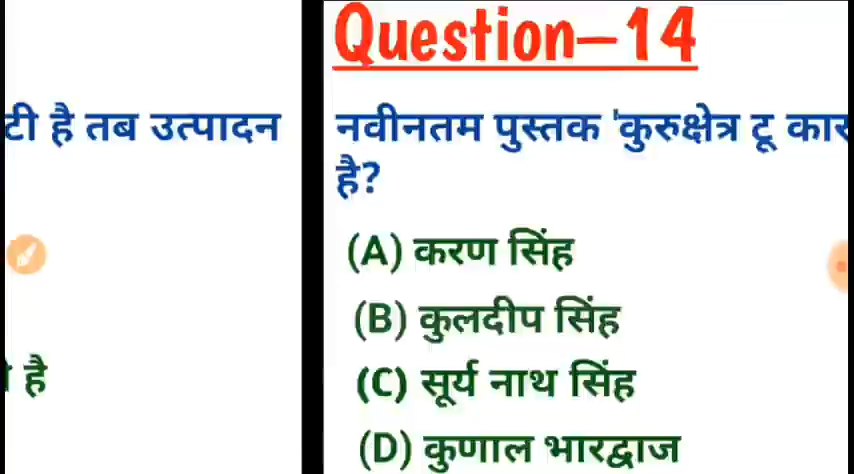 टी है तब उत्पादन
है
Question–14
नवीनतम पुस्तक 'कुरुक्षेत्र टू कार
है?
(A) करण सिंह
(B) कुलदीप सिंह
(C) सूर्य नाथ सिंह
(D) कुणाल भारद्वाज